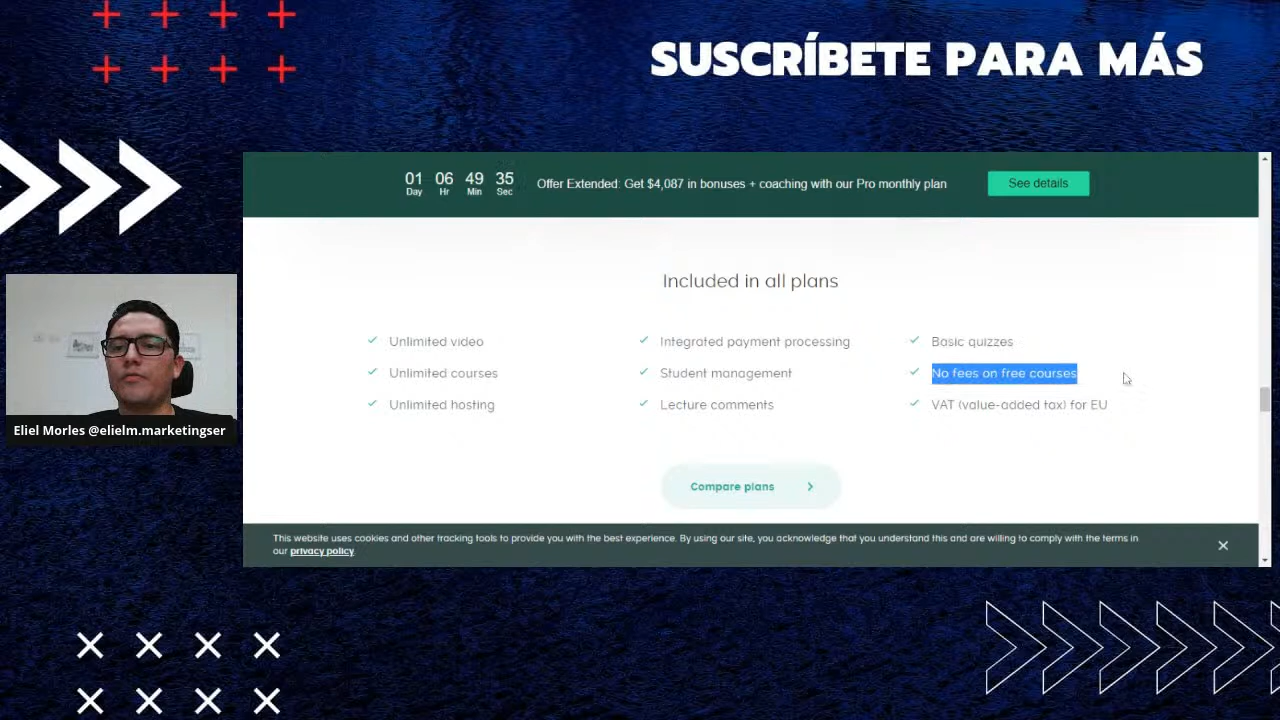 SUSCRÍBETE PARA MÁS
01 06 49 35
Day Hr Min Sec
Offer Extended: Get $4,087 in bonuses + coaching with our Pro monthly plan
See details
Included in all plans
Unlimited video
Unlimited courses
Unlimited hosting
Integrated payment processing
Student management
Lecture comments
Basic quizzes
No fees on free courses
VAT (value-added tax) for EU
Compare plans
This website uses cookies and other tracking tools to provide you with the best experience. By using our site, you acknowledge that you understand this and are willing to comply with the terms in
our privacy policy.
Eliel Morles @elielm.marketingser